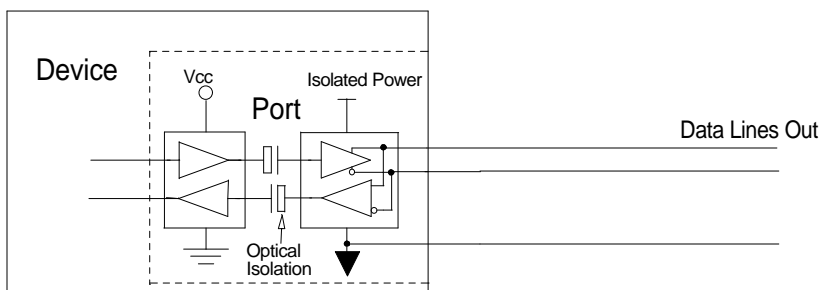 Device
Vcc
Isolated Power
Port
Data Lines Out
Optical
Isolation